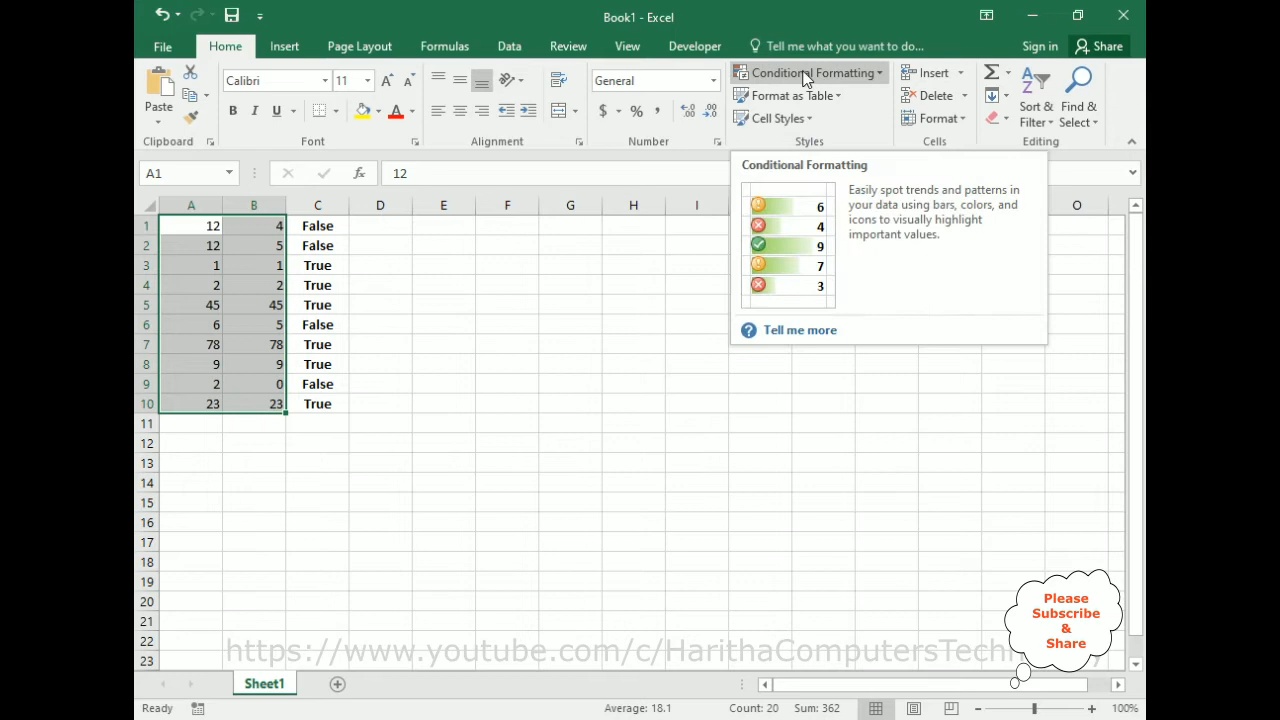 Book1 - Excel
File Home Insert Page Layout Formulas Data Review View Developer Tell me what you want to do... Sign in Share
Paste
Calibri 11
B I U
General
$ % ,
Conditional Formatting
Format as Table
Cell Styles
Insert
Delete
Format
Sort & Filter
Find & Select
Clipboard Font Alignment Number Styles Cells Editing
A1 fx 12
Conditional Formatting
6
4
9
7
3
Easily spot trends and patterns in
your data using bars, colors, and
icons to visually highlight
important values.
? Tell me more
A B C D E F G H I O
1 12 4 False
2 12 5 False
3 1 1 True
4 2 2 True
5 45 45 True
6 6 5 False
7 78 78 True
8 9 9 True
9 2 0 False
10 23 23 True
11
12
13
14
15
16
17
18
19
20
21
22
23
Please
Subscribe
&
Share
https://www.youtube.com/c/HarithaComputersTechn
Sheet1
Ready Average: 18.1 Count: 20 Sum: 362 100%